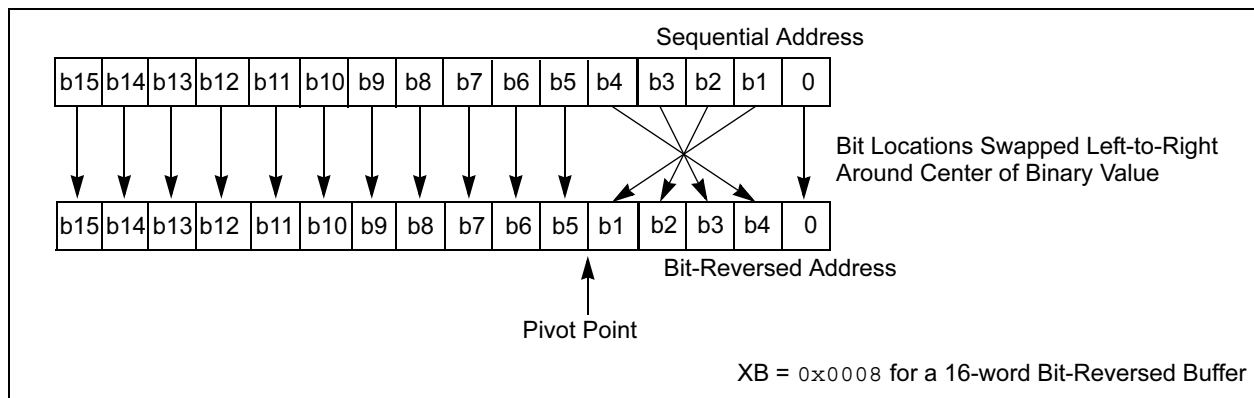 Sequential Address
b15 b14 b13 b12 b11 b10 b9 b8 b7 b6 b5 b4 b3 b2 b1 0
Bit Locations Swapped Left-to-Right
Around Center of Binary Value
b15 b14 b13 b12 b11 b10 b9 b8 b7 b6 b5 b1 b2 b3 b4 0
Bit-Reversed Address
Pivot Point
XB = 0x0008 for a 16-word Bit-Reversed Buffer